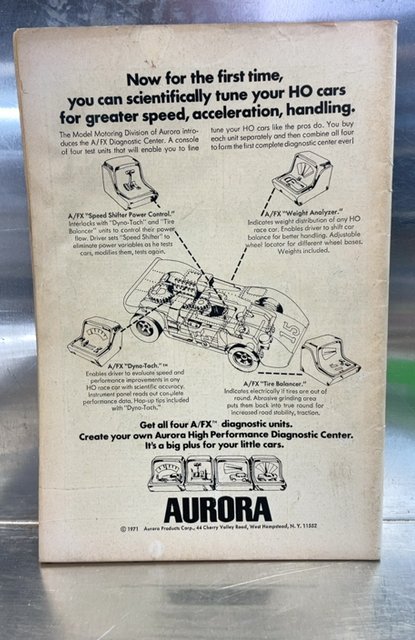 Now for the first time,
you can scientifically tune your HO cars
for greater speed, acceleration, handling.
The Model Motoring Division of Aurora intro-
duces the A/FX Diagnostic Center. A console
of four test units that will enable you to fine
tune your HO cars like the pros do. You buy
each unit separately and then combine all four
to form the first complete diagnostic center ever!
A/FX "Speed Shifter Power Control."
Interlocks with "Dyno-Tach" and "Tire
Balancer" units to control their power
flow. Driver sets "Speed Shifter" to
eliminate power variables as he tests
cars, modifies them, tests again.
A/FX "Weight Analyzer."
Indicates weight distribution of any HO
race car. Enables driver to shift car
balance for better handling. Adjustable
wheel locator for different wheel bases.
Weights included.
15
A/FX "Dyno-Tach." ™
Enables driver to evaluate speed and
performance improvements in any
HO race car with scientific accuracy.
Instrument panel reads out complete
performance data. Hop-up tips included
with "Dyno-Tach."
A/FX "Tire Balancer."
Indicates electrically if tires are out of
round. Abrasive grinding area
puts them back into true round for
increased road stability, traction.
Get all four A/FX™ diagnostic units.
Create your own Aurora High Performance Diagnostic Center.
It's a big plus for your little cars.
AURORA
© 1971 Aurora Products Corp., 44 Cherry Valley Road, West Hempstead, N. Y. 11552